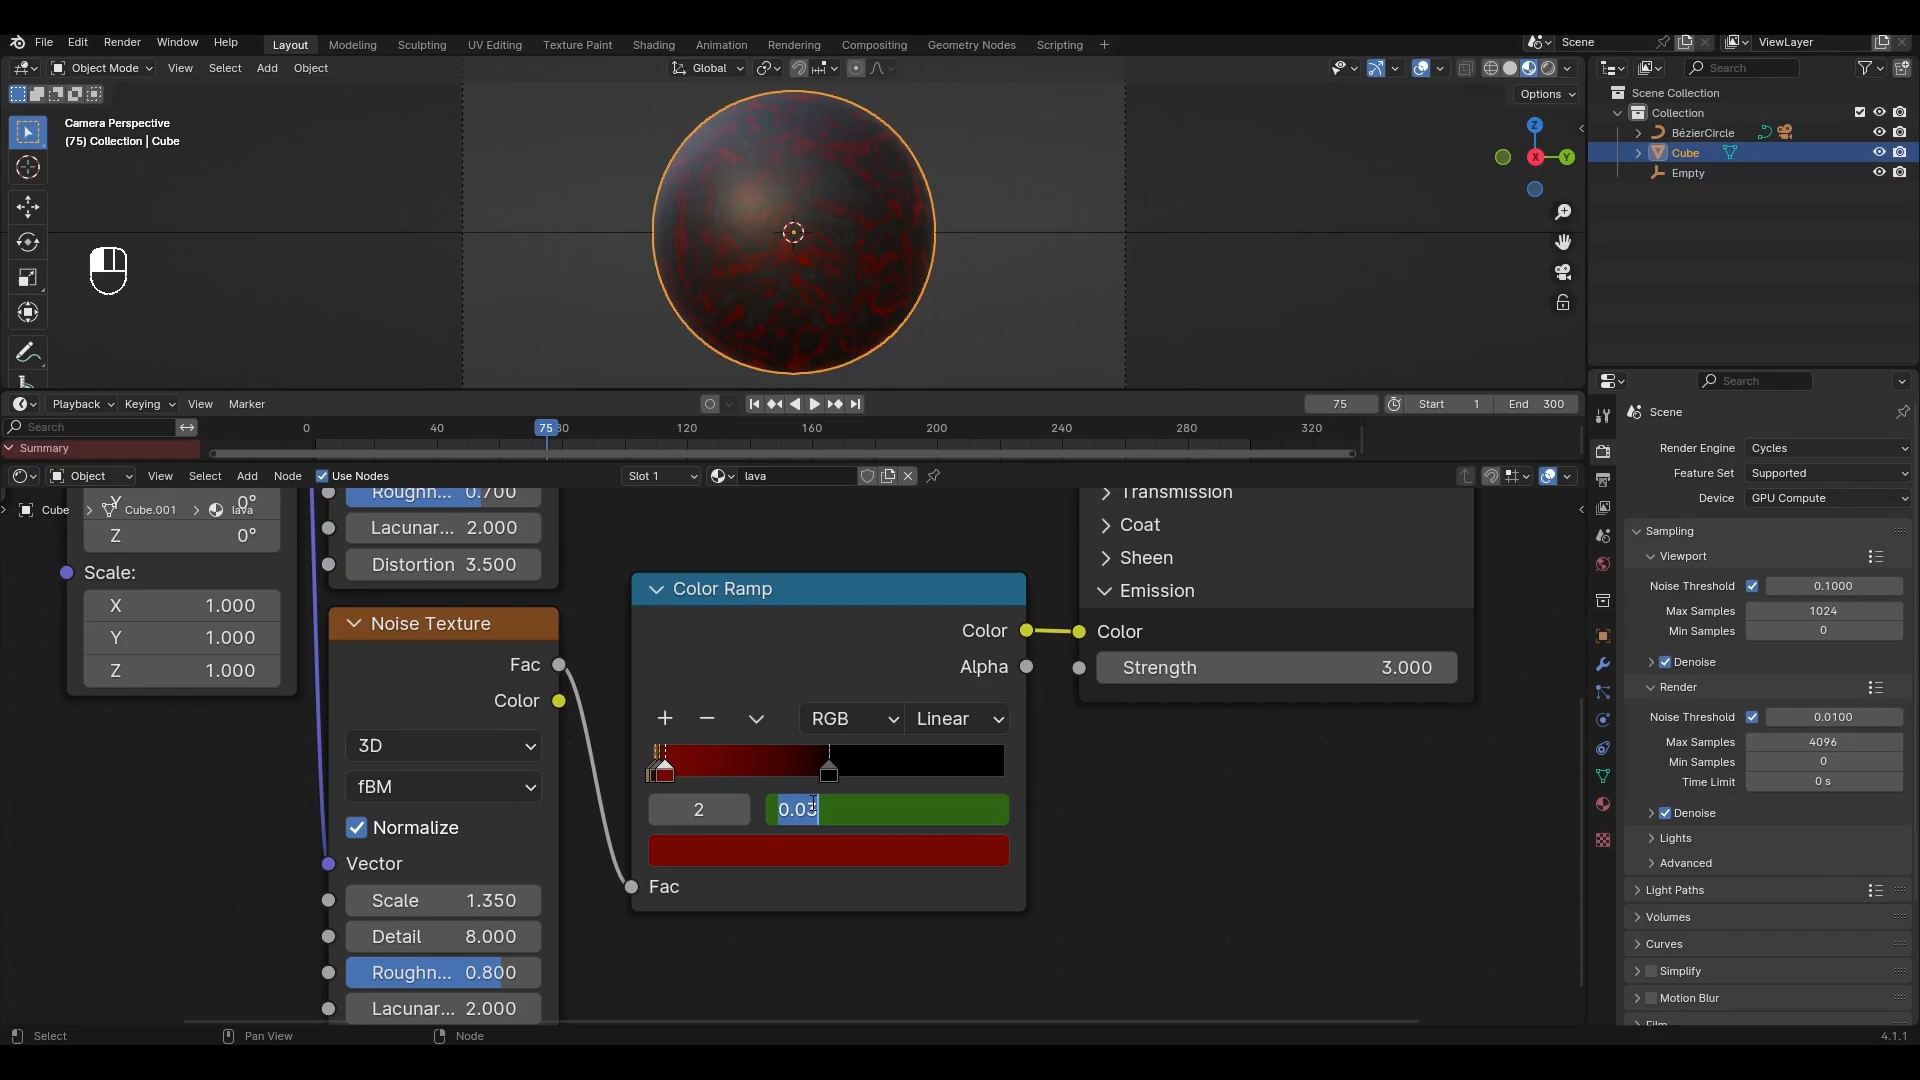 File Edit Render Window Help Layout Modeling Sculpting UV Editing Texture Paint Shading Animation Rendering Compositing Geometry Nodes Scripting + Scene ViewLayer
Object Mode View Select Add Object Global Search
Options
Camera Perspective
(75) Collection | Cube
Z
X
Y
Scene Collection
Collection
BézierCircle
Cube
Empty
Playback Keying View Marker 75 Start 1 End 300
Search 0 40 75 80 120 160 200 240 280 320
Summary
Object View Select Add Node Use Nodes Slot 1 lava
Cube Cube.001 lava
Y 0°
Z 0°
Scale:
X 1.000
Y 1.000
Z 1.000
Roughn... 0.700
Lacunar... 2.000
Distortion 3.500
Noise Texture
Fac
Color
3D
fBM
Normalize
Vector
Scale 1.350
Detail 8.000
Roughn... 0.800
Lacunar... 2.000
Color Ramp
Color
Alpha
RGB Linear
2 0.03
Fac
Transmission
Coat
Sheen
Emission
Color
Strength 3.000
Search
Scene
Render Engine Cycles
Feature Set Supported
Device GPU Compute
Sampling
Viewport
Noise Threshold 0.1000
Max Samples 1024
Min Samples 0
Denoise
Render
Noise Threshold 0.0100
Max Samples 4096
Min Samples 0
Time Limit 0 s
Denoise
Lights
Advanced
Light Paths
Volumes
Curves
Simplify
Motion Blur
Film
Select Pan View Node 4.1.1